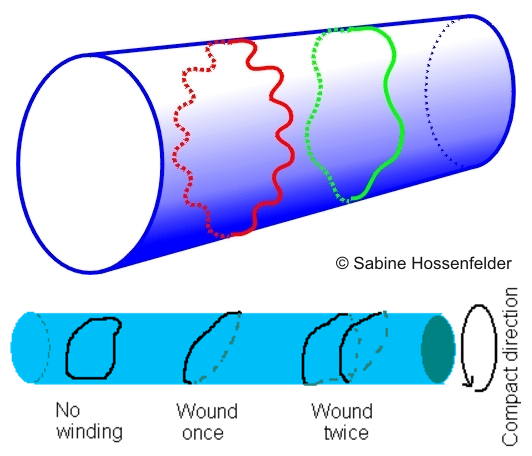 © Sabine Hossenfelder
No
winding
Wound
once
Wound
twice
Compact direction